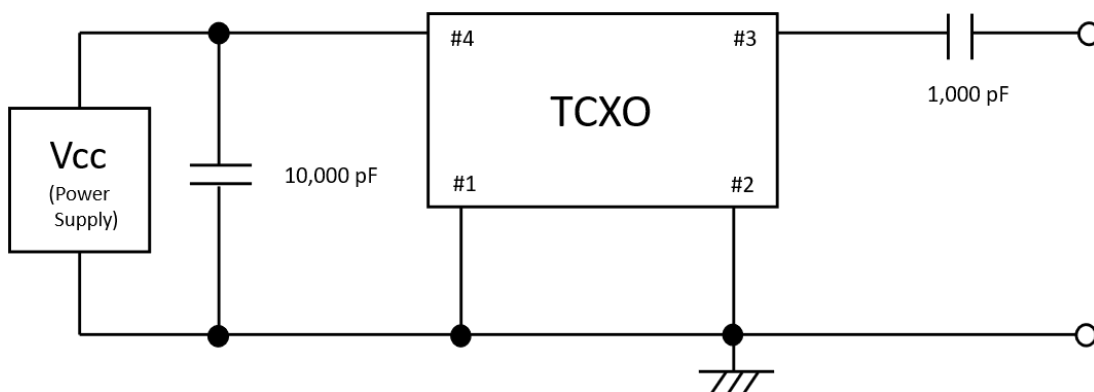 #4
#3
TCXO
1,000 pF
Vcc
(Power
Supply)
10,000 pF
#1
#2